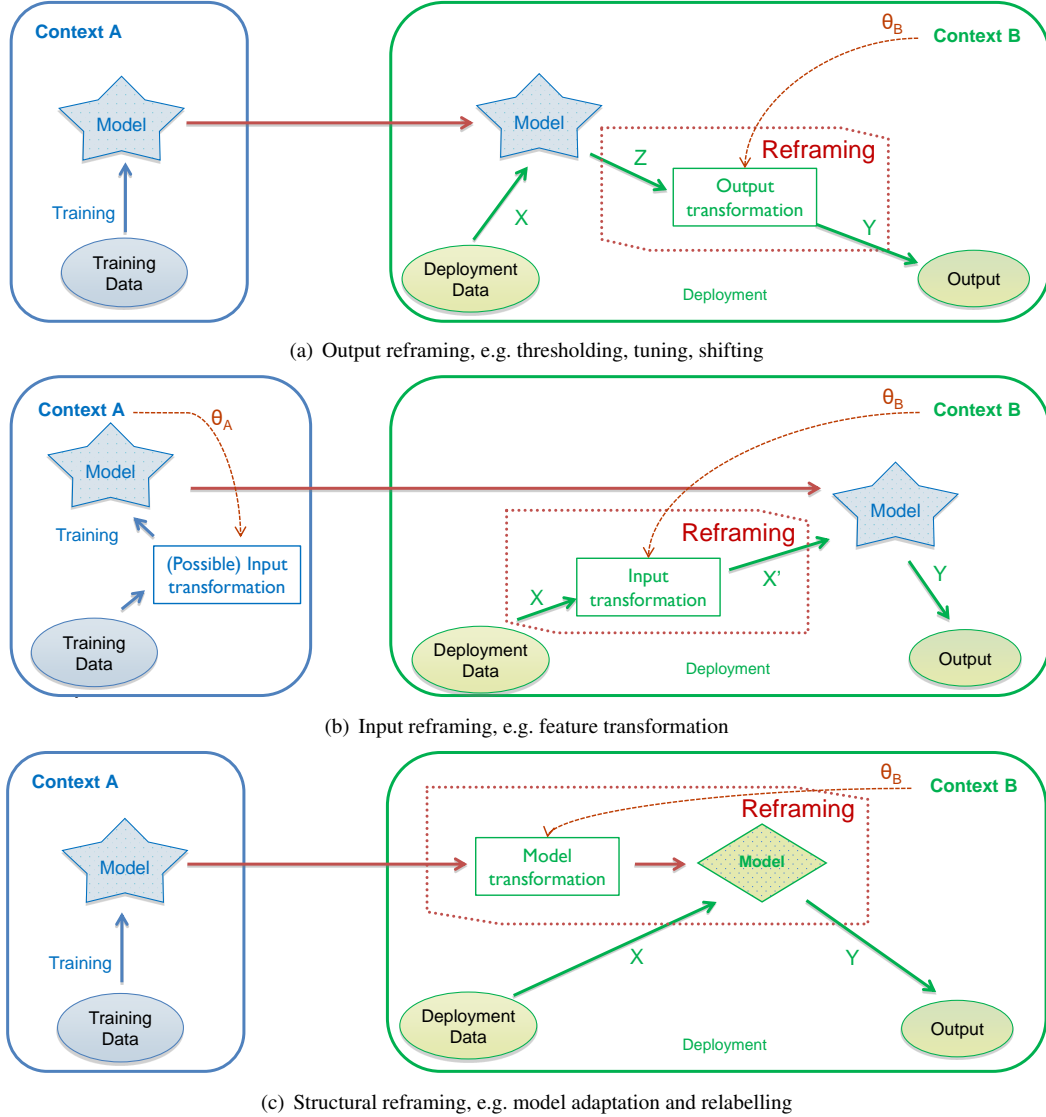 Context A
Model
Training
Training
Data
θB
Context B
Model
Reframing
Z
Output
transformation
X
Y
Deployment
Data
Deployment
Output
(a) Output reframing, e.g. thresholding, tuning, shifting
Context A
θA
Model
Training
(Possible) Input
transformation
Training
Data
θB
Context B
Model
Reframing
X
Input
transformation
X'
Y
Deployment
Data
Deployment
Output
(b) Input reframing, e.g. feature transformation
Context A
Model
Training
Training
Data
θB
Context B
Reframing
Model
transformation
Model
X
Y
Deployment
Data
Deployment
Output
(c) Structural reframing, e.g. model adaptation and relabelling